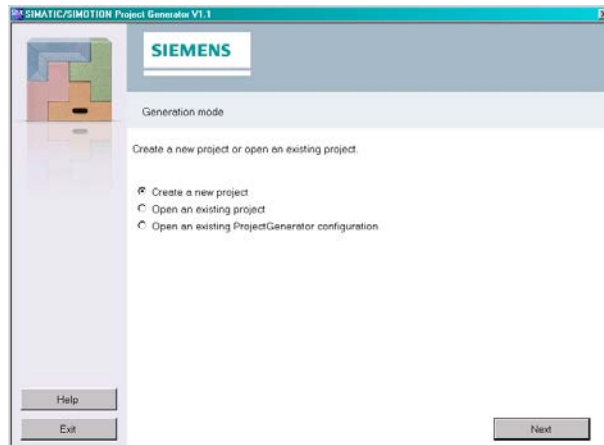 SIMATIC/SIMOTION Project Generator V1.1
SIEMENS
Generation mode
Create a new project or open an existing project.
Create a new project
Open an existing project
Open an existing ProjectGenerator configuration
Help
Exit
Next